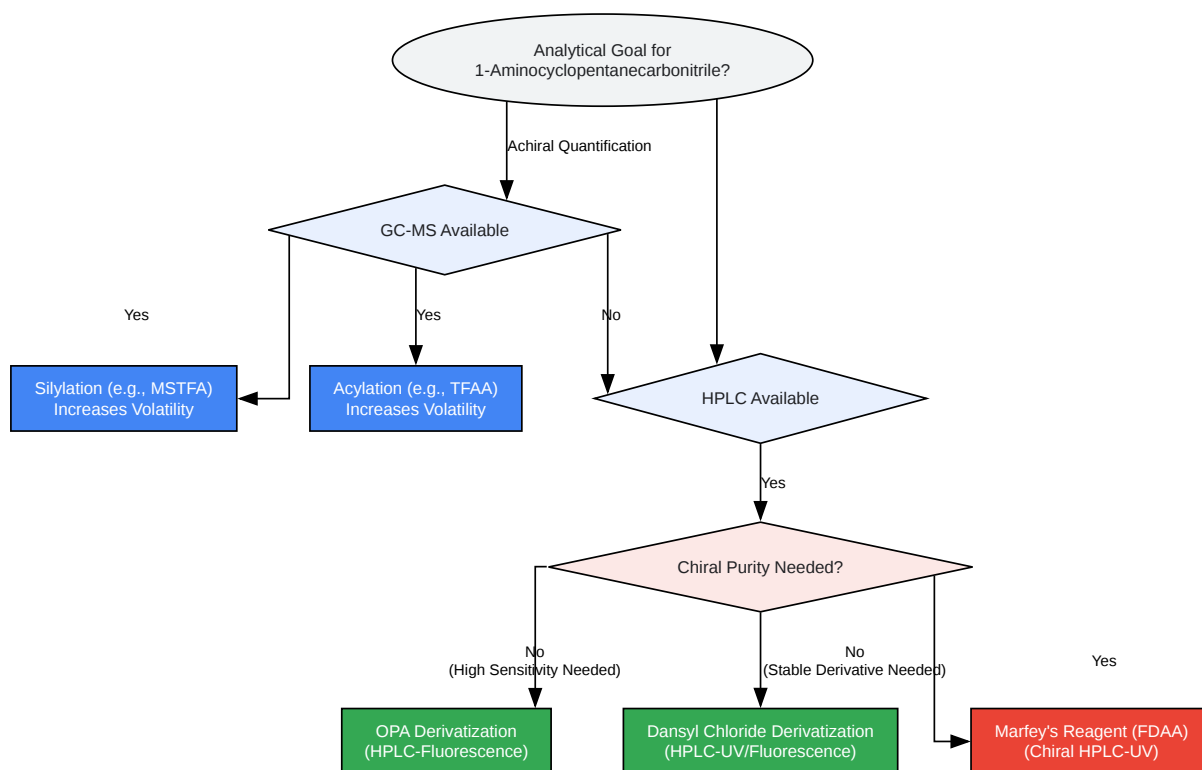 Analytical Goal for
1-Aminocyclopentanecarbonitrile?
Achiral Quantification
GC-MS Available
Yes
Yes
No
Silylation (e.g., MSTFA)
Increases Volatility
Acylation (e.g., TFAA)
Increases Volatility
HPLC Available
Yes
Chiral Purity Needed?
No
(High Sensitivity Needed)
No
(Stable Derivative Needed)
Yes
OPA Derivatization
(HPLC-Fluorescence)
Dansyl Chloride Derivatization
(HPLC-UV/Fluorescence)
Marfey's Reagent (FDAA)
(Chiral HPLC-UV)